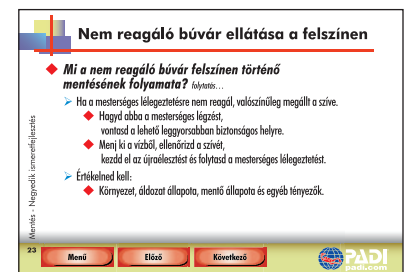 Nem reagáló búvár ellátása a felszínen
Mi a nem reagáló búvár felszínen történő
mentésének folyamata? folytatás…
Ha a mesterséges lélegeztetésre nem reagál, valószínűleg megállt a szíve.
Hagyd abba a mesterséges légzést,
vontasd a lehető leggyorsabban biztonságos helyre.
Menj ki a vízből, ellenőrizd a szívét,
kezdd el az újraélesztést és folytasd a mesterséges lélegeztetést.
Értékelned kell:
Környezet, áldozat állapota, mentő állapota és egyéb tényezők.
Mentés - Negyedik ismeretfejlesztés
23
Menü
Előző
Következő
PADI
padi.com